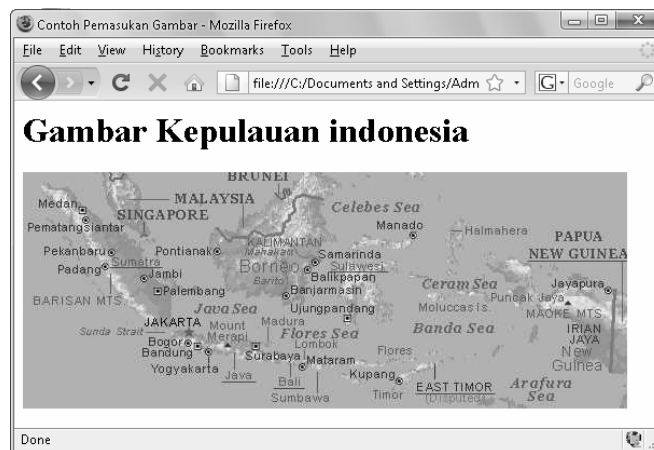 Contoh Pemasukan Gambar - Mozilla Firefox
File Edit View History Bookmarks Tools Help
file:///C:/Documents and Settings/Adm
G Google
Gambar Kepulauan indonesia
BRUNEI
Medan
MALAYSIA
Celebes Sea
SINGAPORE
Pematangsiantar
Manado
Halmahera
PAPUA
NEW GUINEA
KALIMANTAN
Pekanbaru
Pontianak
Mahakam
Samarinda
Padang
Sumatra
Borneo
Sulawesi
Jambi
Balikpapan
Barito
Ceram Sea
Jayapura
Palembang
Banjarmasin
Puncak Jaya
BARISAN MTS.
Java Sea
Ujungpandang
Moluccas Is.
MAOKE MTS
JAKARTA
Mount
Merapi
Madura
Flores Sea
Banda Sea
IRIAN
JAYA
Sunda Strait
Bogor
Lombok
New
Guinea
Bandung
Surabaya
Mataram
Flores
Yogyakarta
Java
Bali
Kupang
EAST TIMOR
(Disputed)
Arafura
Sea
Sumbawa
Timor
Done